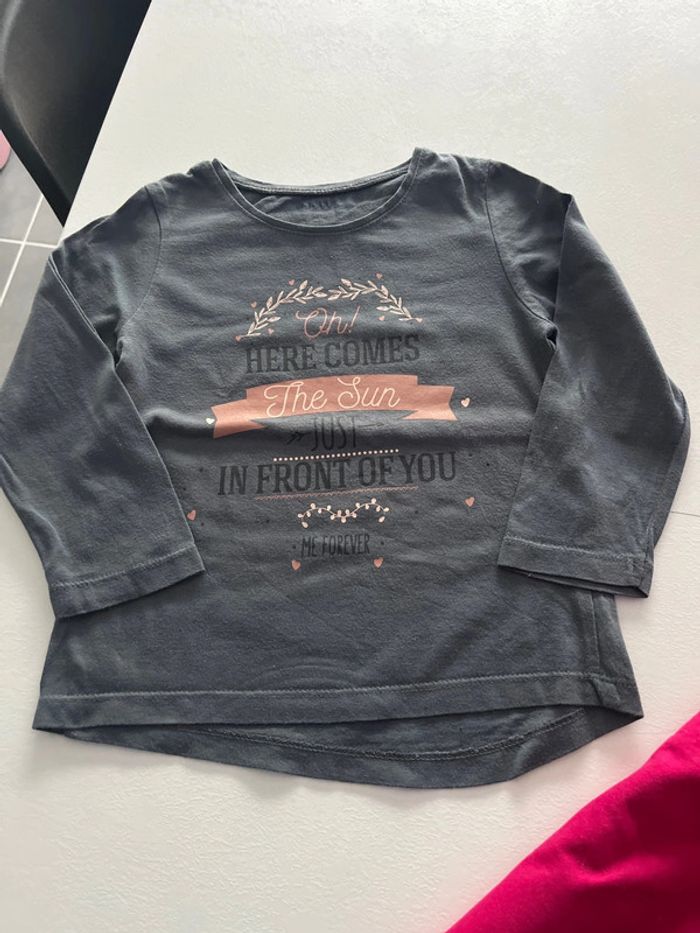 Oh!
HERE COMES
The Sun
JUST
IN FRONT OF YOU
• ME FOREVER •